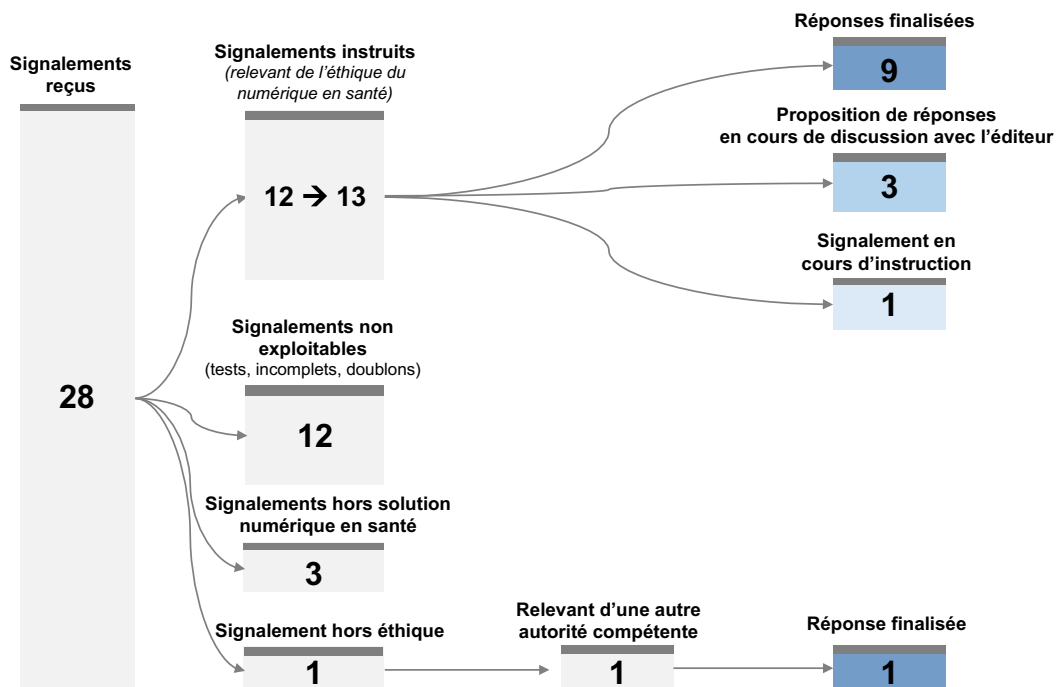 Signalements
reçus
28
Signalements instruits
(relevant de l’éthique du
numérique en santé)
12 ➔ 13
Réponses finalisées
9
Proposition de réponses
en cours de discussion avec l’éditeur
3
Signalement en
cours d’instruction
1
Signalements non
exploitables
(tests, incomplets, doublons)
12
Signalements hors solution
numérique en santé
3
Signalement hors éthique
1
Relevant d’une autre
autorité compétente
1
Réponse finalisée
1